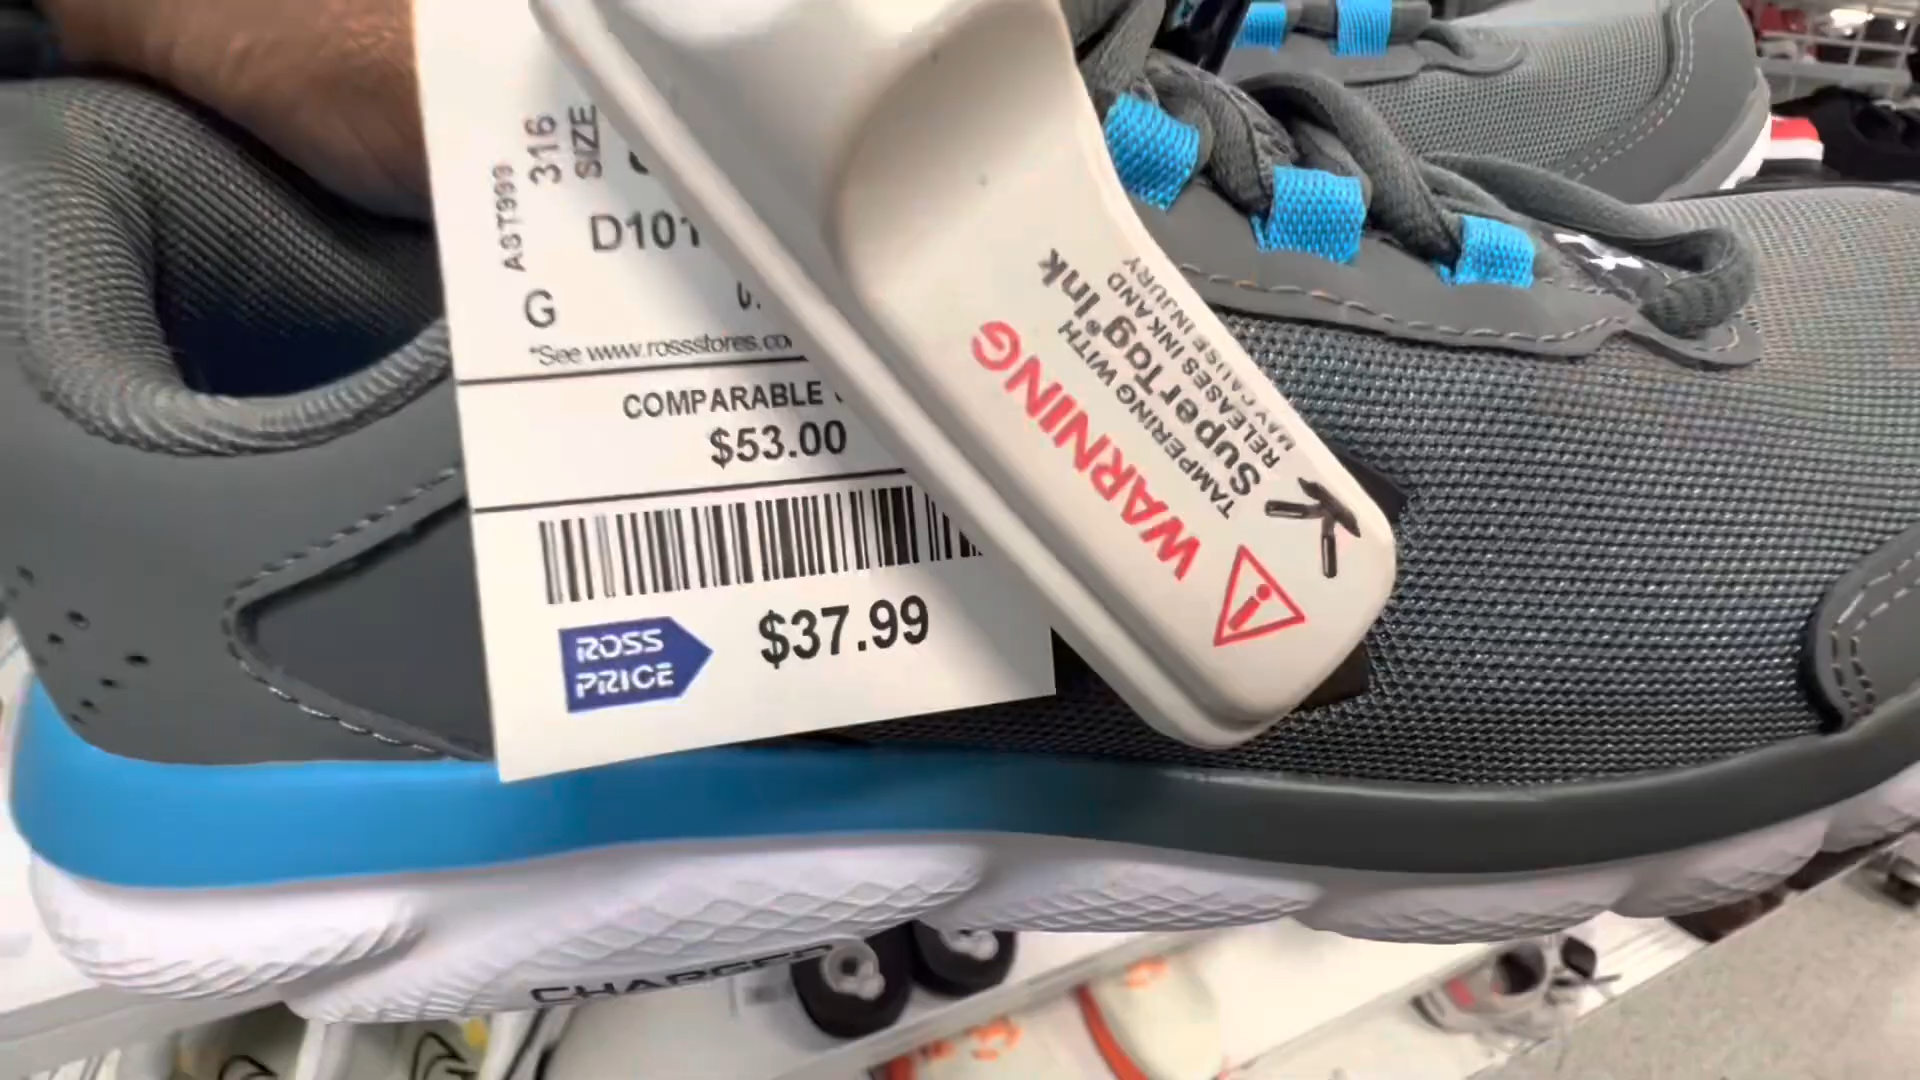 AST999
316
SIZE
D101
G
*See www.rossstores.co
COMPARABLE
$53.00
ROSS
PRICE
$37.99
WARNING
TAMPERING WITH
SuperTag® Ink
RELEASES INK AND
MAY CAUSE INJURY
CHARGED